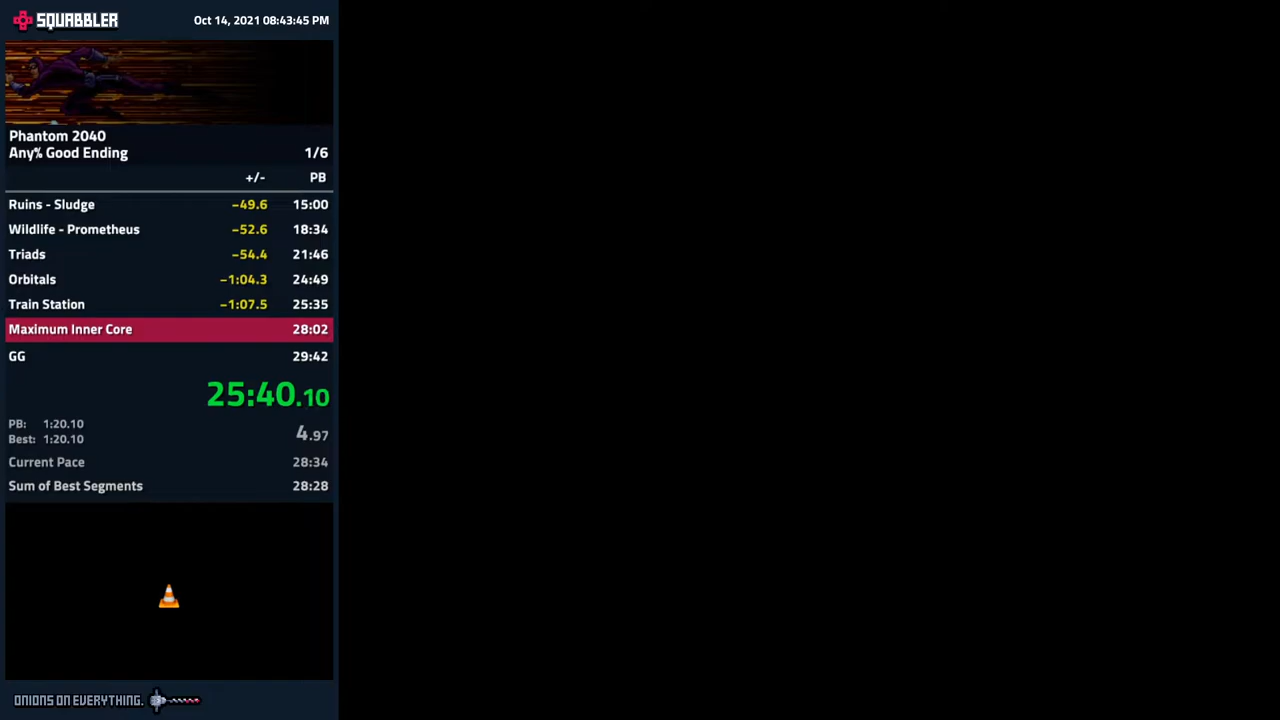 SQUABBLER
Oct 14, 2021 08:43:45 PM
Phantom 2040
Any% Good Ending 1/6
+/- PB
Ruins - Sludge −49.6 15:00
Wildlife - Prometheus −52.6 18:34
Triads −54.4 21:46
Orbitals −1:04.3 24:49
Train Station −1:07.5 25:35
Maximum Inner Core 28:02
GG 29:42
25:40.10
PB: 1:20.10
Best: 1:20.10
4.97
Current Pace 28:34
Sum of Best Segments 28:28
ONIONS ON EVERYTHING.